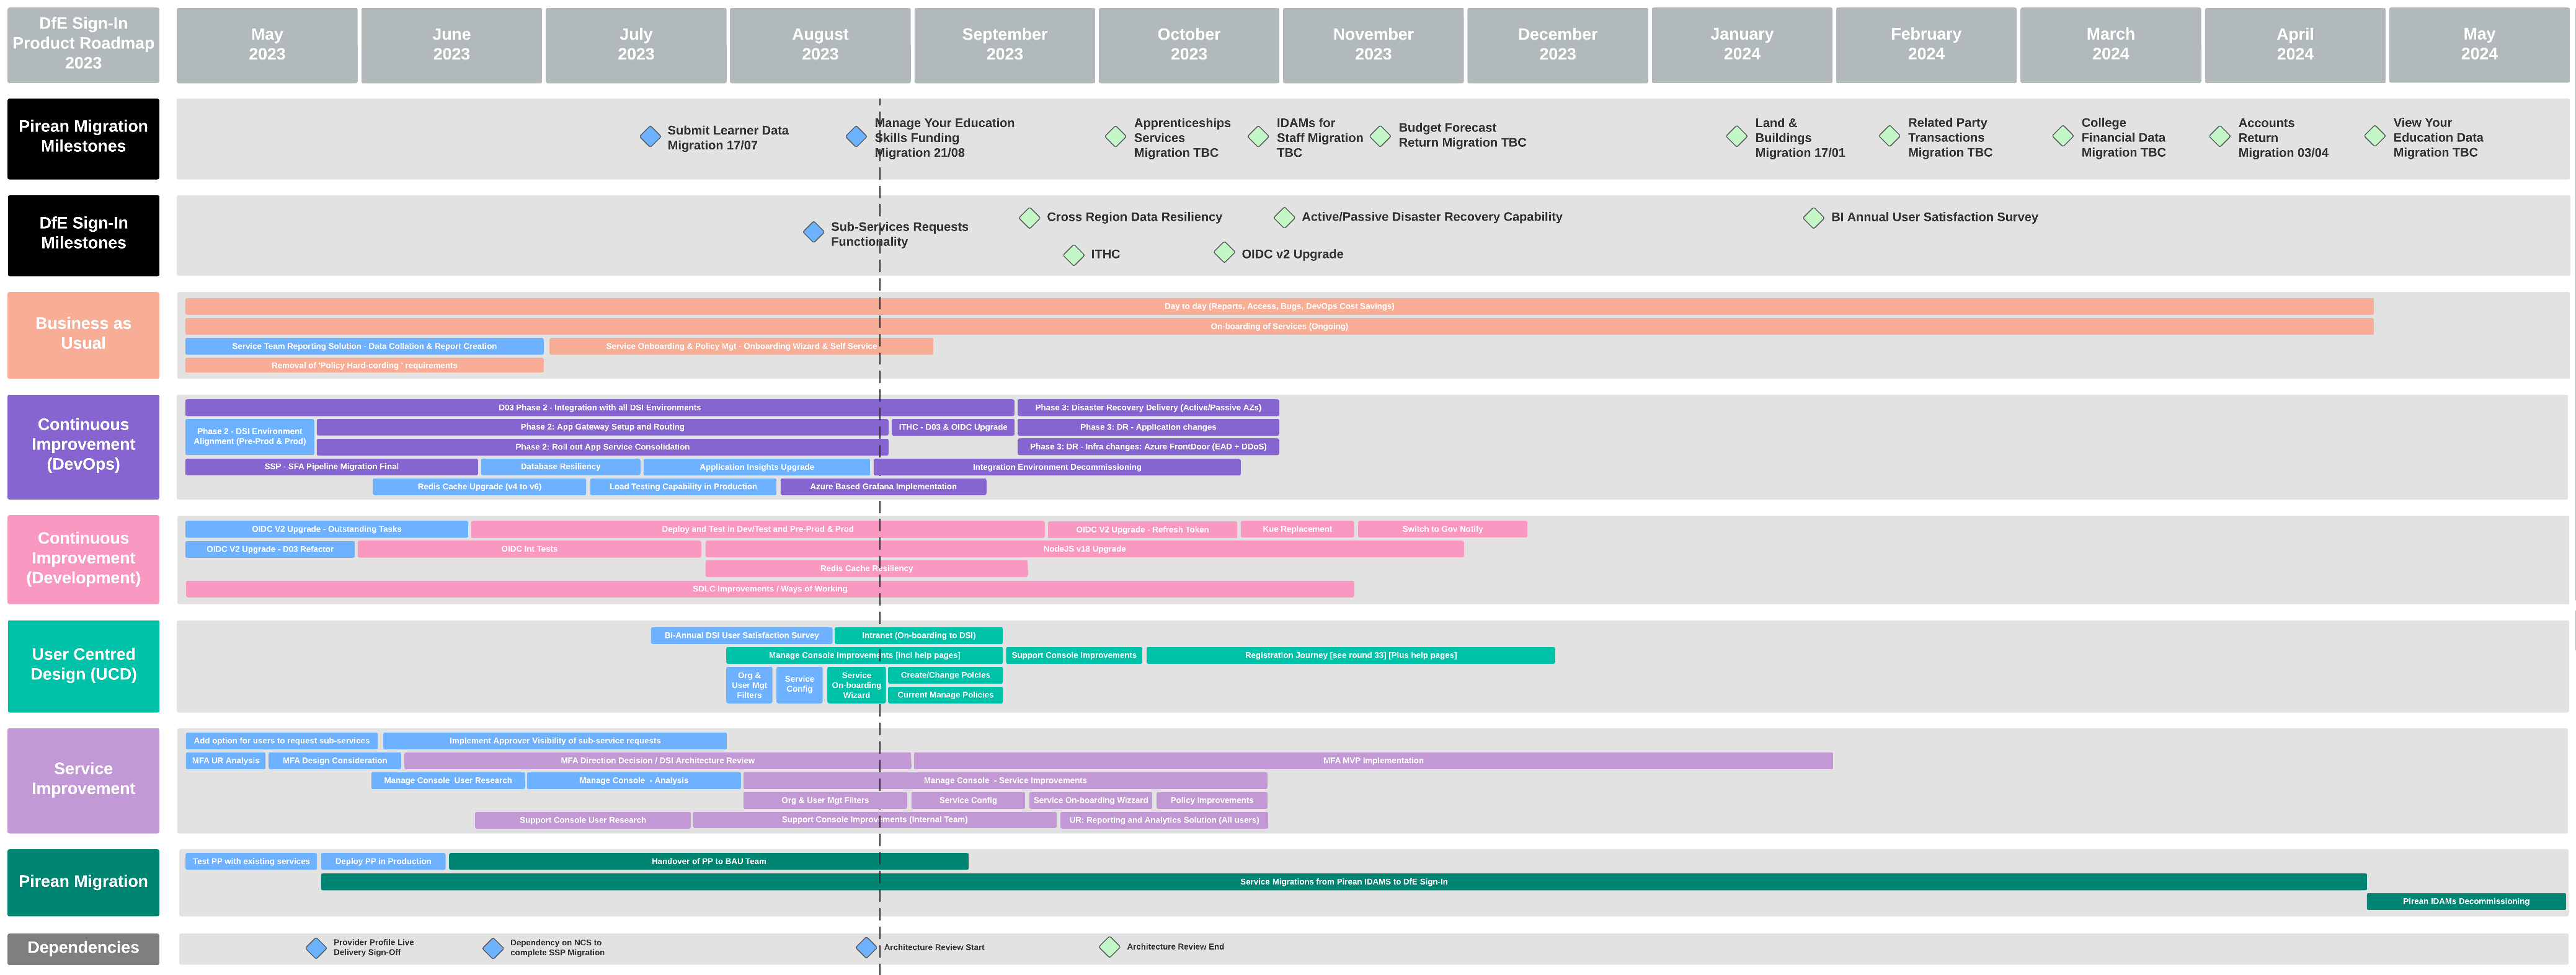 DfE Sign-In
Product Roadmap
2023
May
2023
June
2023
July
2023
August
2023
September
2023
October
2023
November
2023
December
2023
January
2024
February
2024
March
2024
April
2024
May
2024
Pirean Migration
Milestones
Submit Learner Data
Migration 17/07
Manage Your Education
Skills Funding
Migration 21/08
Apprenticeships
Services
Migration TBC
IDAMs for
Staff Migration
TBC
Budget Forecast
Return Migration TBC
Land &
Buildings
Migration 17/01
Related Party
Transactions
Migration TBC
College
Financial Data
Migration TBC
Accounts
Return
Migration 03/04
View Your
Education Data
Migration TBC
DfE Sign-In
Milestones
Sub-Services Requests
Functionality
Cross Region Data Resiliency
ITHC
OIDC v2 Upgrade
Active/Passive Disaster Recovery Capability
BI Annual User Satisfaction Survey
Business as
Usual
Day to day (Reports, Access, Bugs, DevOps Cost Savings)
On-boarding of Services (Ongoing)
Service Team Reporting Solution - Data Collation & Report Creation
Service Onboarding & Policy Mgt - Onboarding Wizard & Self Service
Removal of 'Policy Hard-cording ' requirements
Continuous
Improvement
(DevOps)
D03 Phase 2 - Integration with all DSI Environments
Phase 3: Disaster Recovery Delivery (Active/Passive AZs)
Phase 2 - DSI Environment
Alignment (Pre-Prod & Prod)
Phase 2: App Gateway Setup and Routing
ITHC - D03 & OIDC Upgrade
Phase 3: DR - Application changes
Phase 2: Roll out App Service Consolidation
Phase 3: DR - Infra changes: Azure FrontDoor (EAD + DDoS)
SSP - SFA Pipeline Migration Final
Database Resiliency
Application Insights Upgrade
Integration Environment Decommissioning
Redis Cache Upgrade (v4 to v6)
Load Testing Capability in Production
Azure Based Grafana Implementation
Continuous
Improvement
(Development)
OIDC V2 Upgrade - Outstanding Tasks
Deploy and Test in Dev/Test and Pre-Prod & Prod
OIDC V2 Upgrade - Refresh Token
Kue Replacement
Switch to Gov Notify
OIDC V2 Upgrade - D03 Refactor
OIDC Int Tests
NodeJS v18 Upgrade
Redis Cache Resiliency
SDLC Improvements / Ways of Working
User Centred
Design (UCD)
Bi-Annual DSI User Satisfaction Survey
Intranet (On-boarding to DSi)
Manage Console Improvements [incl help pages]
Support Console Improvements
Registration Journey [see round 33] [Plus help pages]
Org &
User Mgt
Filters
Service
Config
Service
On-boarding
Wizard
Create/Change Polcies
Current Manage Policies
Service
Improvement
Add option for users to request sub-services
Implement Approver Visibility of sub-service requests
MFA UR Analysis
MFA Design Consideration
MFA Direction Decision / DSI Architecture Review
MFA MVP Implementation
Manage Console  User Research
Manage Console  - Analysis
Manage Console  - Service Improvements
Org & User Mgt Filters
Service Config
Service On-boarding Wizzard
Policy Improvements
Support Console User Research
Support Console Improvements (Internal Team)
UR: Reporting and Analytics Solution (All users)
Pirean Migration
Test PP with existing services
Deploy PP in Production
Handover of PP to BAU Team
Service Migrations from Pirean IDAMS to DfE Sign-In
Pirean IDAMs Decommissioning
Dependencies
Provider Profile Live
Delivery Sign-Off
Dependency on NCS to
complete SSP Migration
Architecture Review Start
Architecture Review End